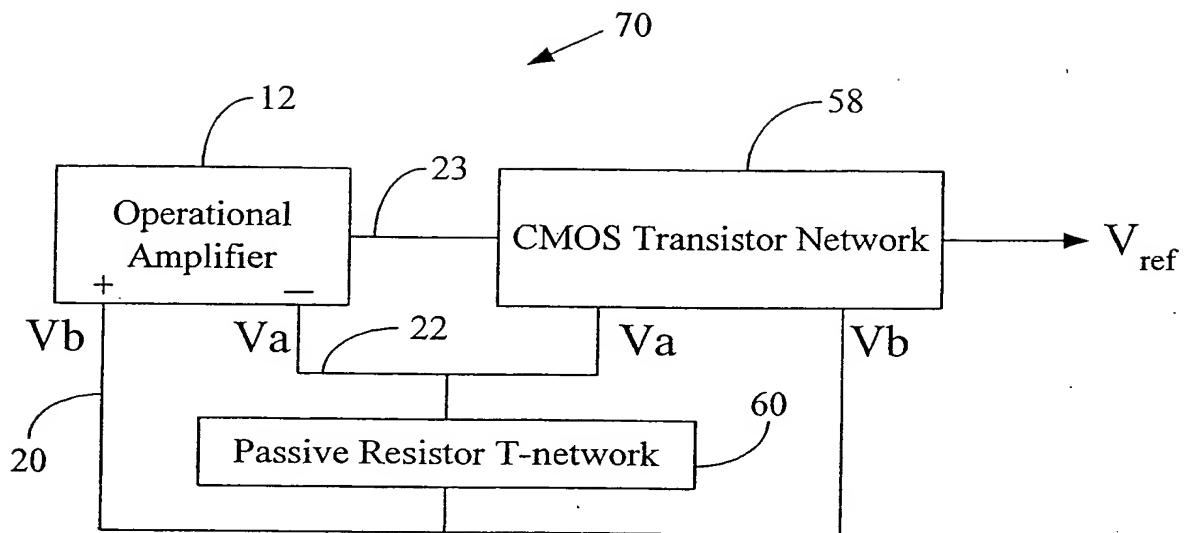 70
12
58
23
Operational
Amplifier
+
−
CMOS Transistor Network
V_ref
Vb
Va
22
Va
Vb
20
60
Passive Resistor T-network